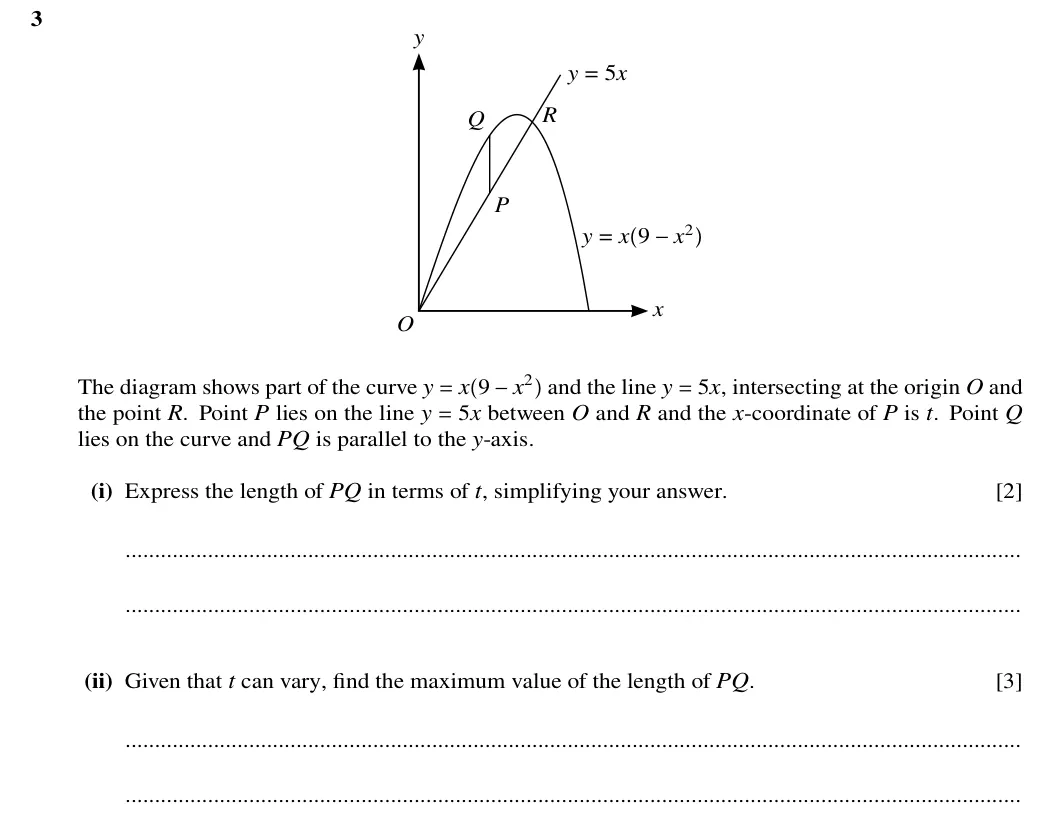 3
y
y = 5x
Q
R
P
y = x(9 – x²)
x
O
The diagram shows part of the curve y = x(9 – x²) and the line y = 5x, intersecting at the origin O and
the point R. Point P lies on the line y = 5x between O and R and the x-coordinate of P is t. Point Q
lies on the curve and PQ is parallel to the y-axis.
(i) Express the length of PQ in terms of t, simplifying your answer. [2]
(ii) Given that t can vary, find the maximum value of the length of PQ. [3]